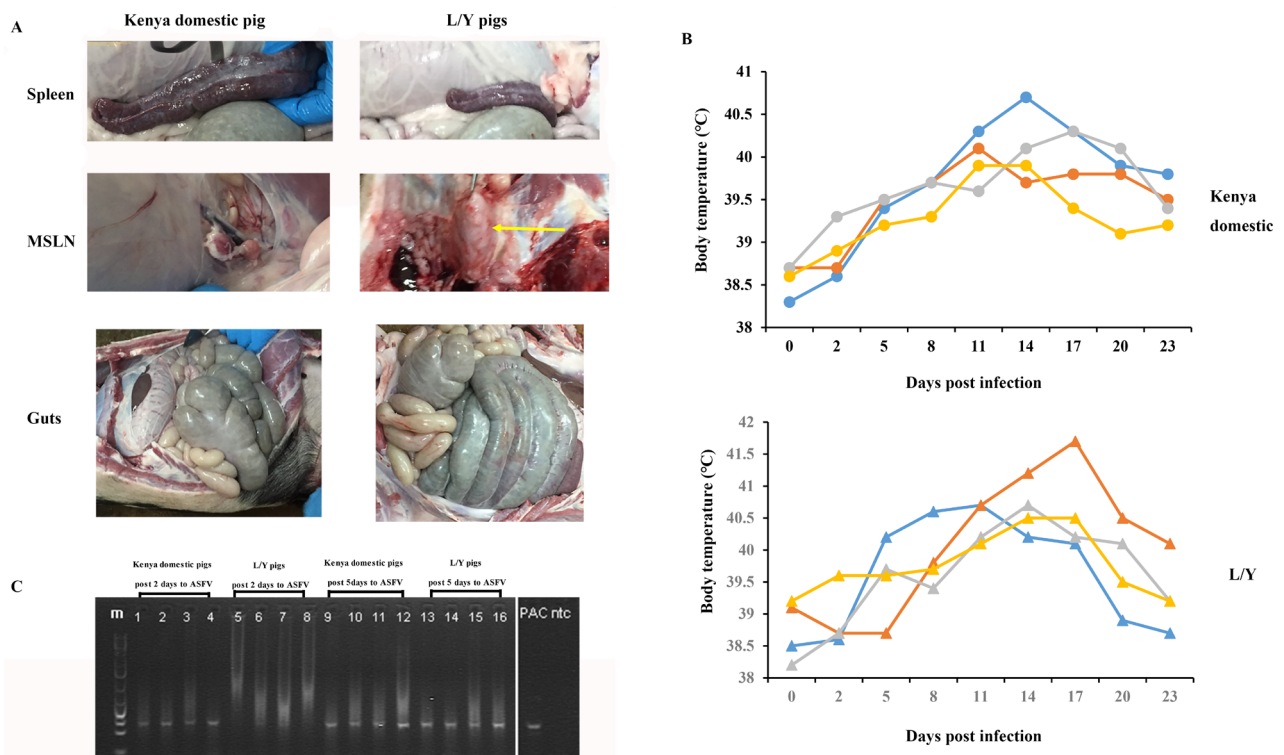 A
Kenya domestic pig
L/Y pigs
Spleen
MSLN
Guts
B
Body temperature (°C)
41
40.5
40
39.5
39
38.5
38
0 2 5 8 11 14 17 20 23
Days post infection
Kenya
domestic
Body temperature (°C)
42
41.5
41
40.5
40
39.5
39
38.5
38
0 2 5 8 11 14 17 20 23
Days post infection
L/Y
C
Kenya domestic pigs
post 2 days to ASFV
L/Y pigs
post 2 days to ASFV
Kenya domestic pigs
post 5days to ASFV
L/Y pigs
post 5 days to ASFV
m 1 2 3 4 5 6 7 8 9 10 11 12 13 14 15 16 PAC ntc